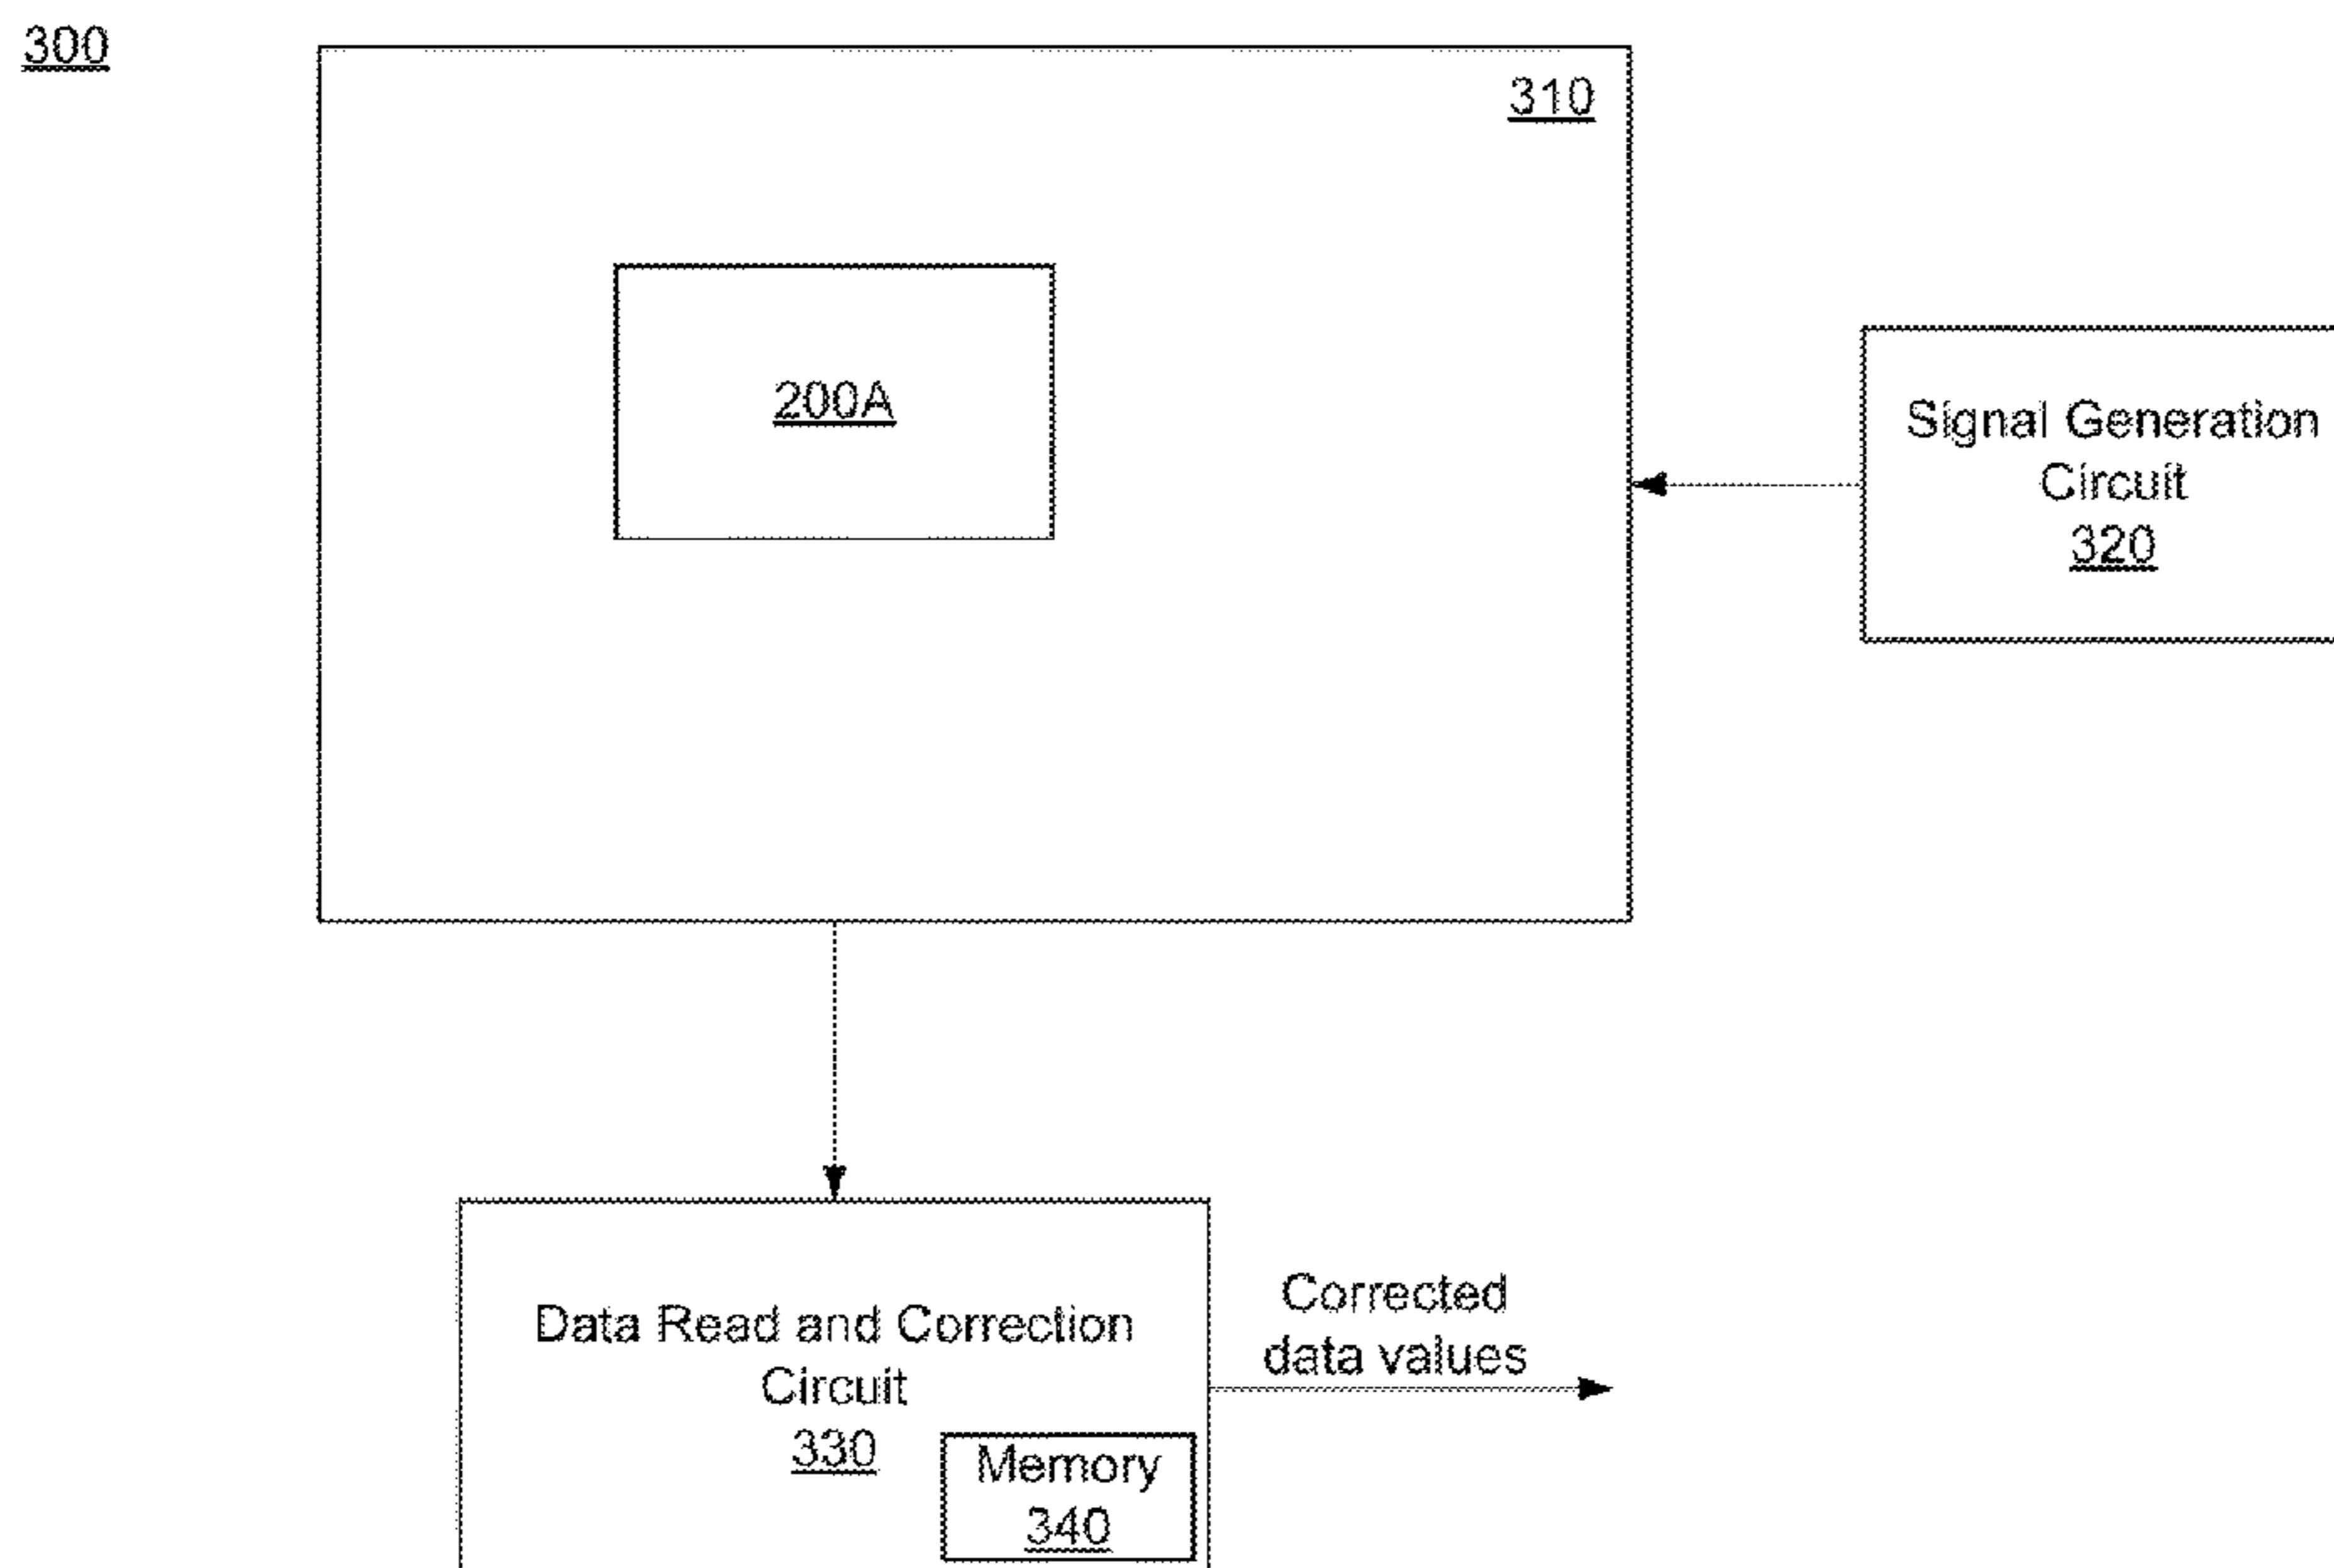 300
310
200A
Signal Generation
Circuit
320
Corrected
data values
Data Read and Correction
Circuit
330
Memory
340